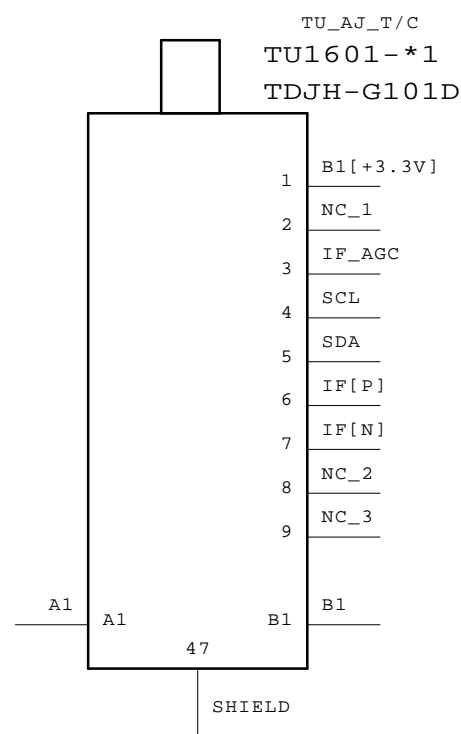 TU_AJ_T/C
TU1601-*1
TDJH-G101D
1 B1[+3.3V]
2 NC_1
3 IF_AGC
4 SCL
5 SDA
6 IF[P]
7 IF[N]
8 NC_2
9 NC_3
A1 A1 B1 B1
47
SHIELD